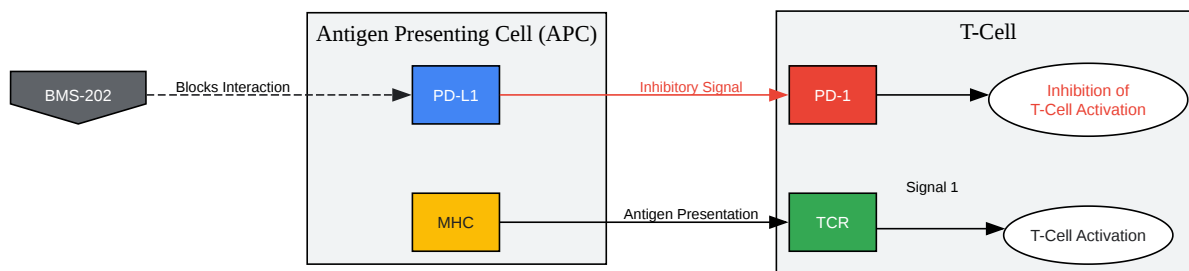 Antigen Presenting Cell (APC)
T-Cell
BMS-202
Blocks Interaction
PD-L1
Inhibitory Signal
PD-1
Inhibition of
T-Cell Activation
MHC
Antigen Presentation
TCR
Signal 1
T-Cell Activation